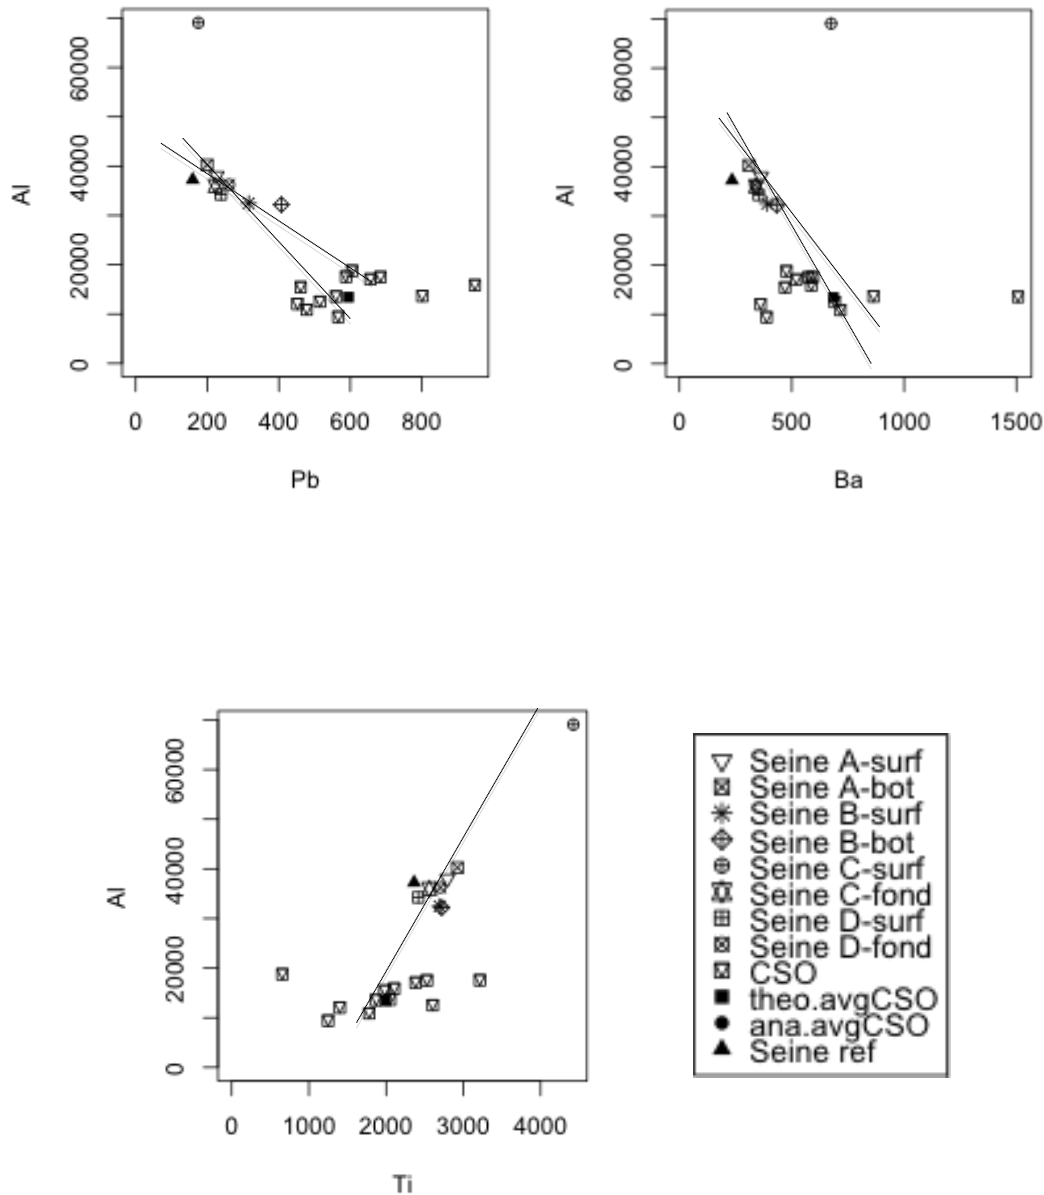 Al
0 20000 40000 60000
0 200 400 600 800
Pb
Al
0 20000 40000 60000
0 500 1000 1500
Ba
Al
0 20000 40000 60000
0 1000 2000 3000 4000
Ti
Seine A-surf
Seine A-bot
Seine B-surf
Seine B-bot
Seine C-surf
Seine C-fond
Seine D-surf
Seine D-fond
CSO
theo.avgCSO
ana.avgCSO
Seine ref